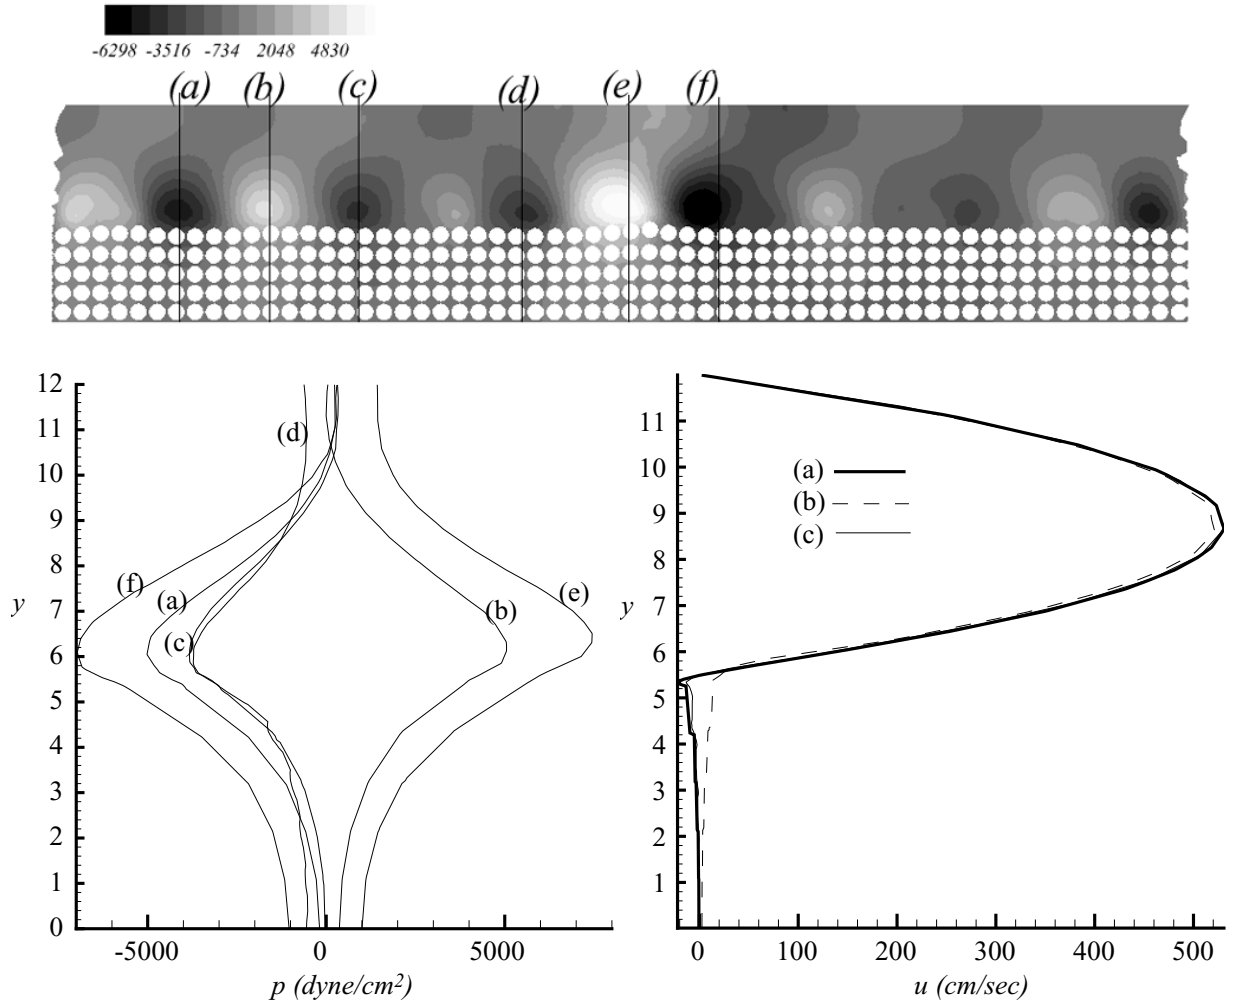 -6298 -3516 -734 2048 4830
(a) (b) (c) (d) (e) (f)
12
11
10
9
8
7
6
5
4
3
2
1
0
y
(d)
(f)
(a)
(c)
(b)
(e)
-5000 0 5000
p (dyne/cm²)
11
10
9
8
7
6
5
4
3
2
1
y
(a)
(b)
(c)
0 100 200 300 400 500
u (cm/sec)